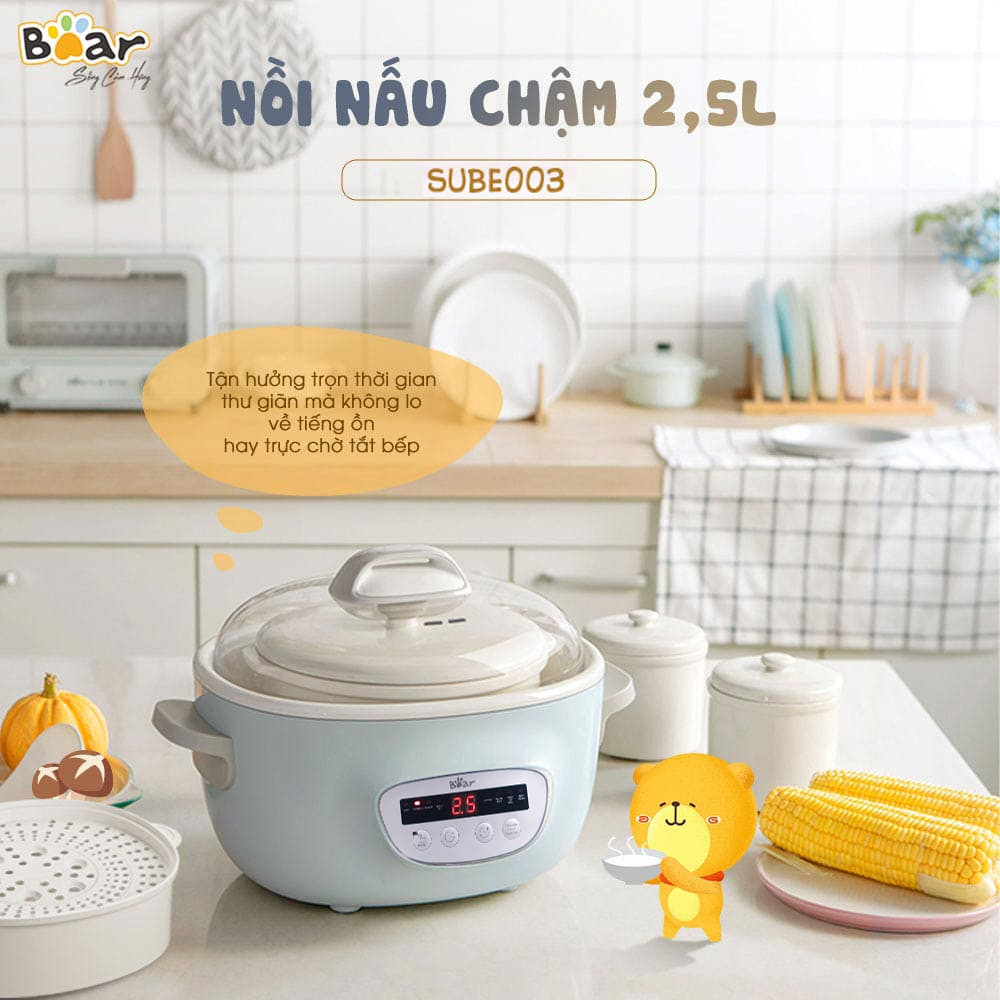 Bear
Sống Cảm Hứng
NỒI NẤU CHẬM 2,5L
SUBE003
Tận hưởng trọn thời gian
thư giãn mà không lo
về tiếng ồn
hay trực chờ tắt bếp
Bear
2.5